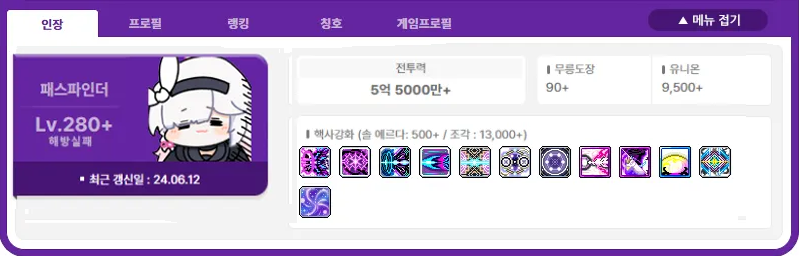 인장 프로필 랭킹 칭호 게임프로필 ▲ 메뉴 접기
패스파인더
Lv.280+
해방실패
▪ 최근 갱신일 : 24.06.12
전투력
5억 5000만+
무릉도장
90+
유니온
9,500+
핵사강화 (솔 에르다: 500+ / 조각 : 13,000+)